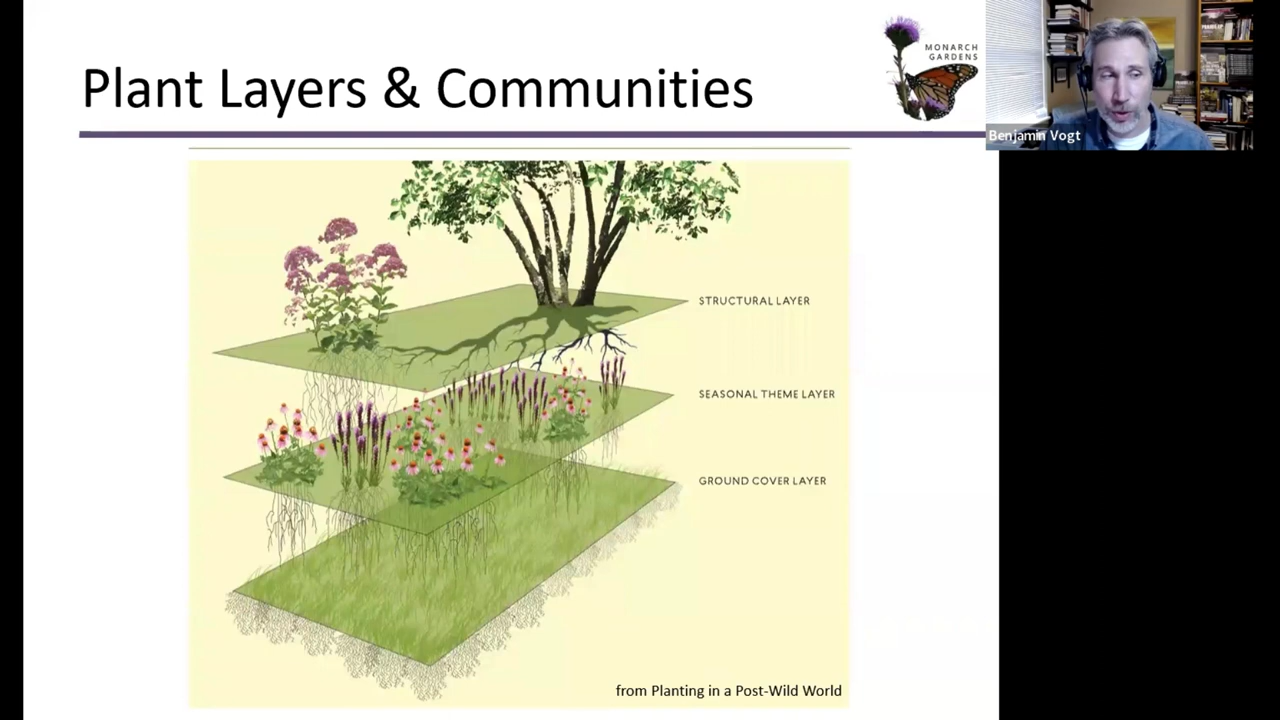 Plant Layers & Communities
MONARCH
GARDENS
Benjamin Vogt
STRUCTURAL LAYER
SEASONAL THEME LAYER
GROUND COVER LAYER
from Planting in a Post-Wild World